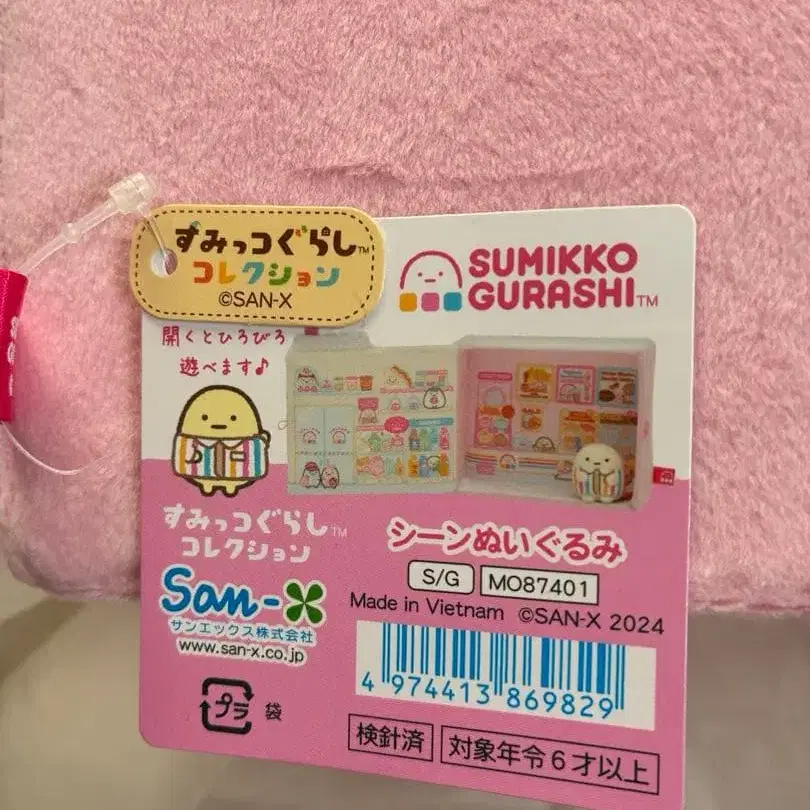 すみっコぐらし™
コレクション
©SAN-X
SUMIKKO
GURASHI™
開くとひろびろ
遊べます♪
すみっコぐらし™
コレクション
シーンぬいぐるみ
S/G MO87401
Made in Vietnam ©SAN-X 2024
San-X
サンエックス株式会社
www.san-x.co.jp
4 974413 869829
プラ 袋
検針済 対象年令6才以上